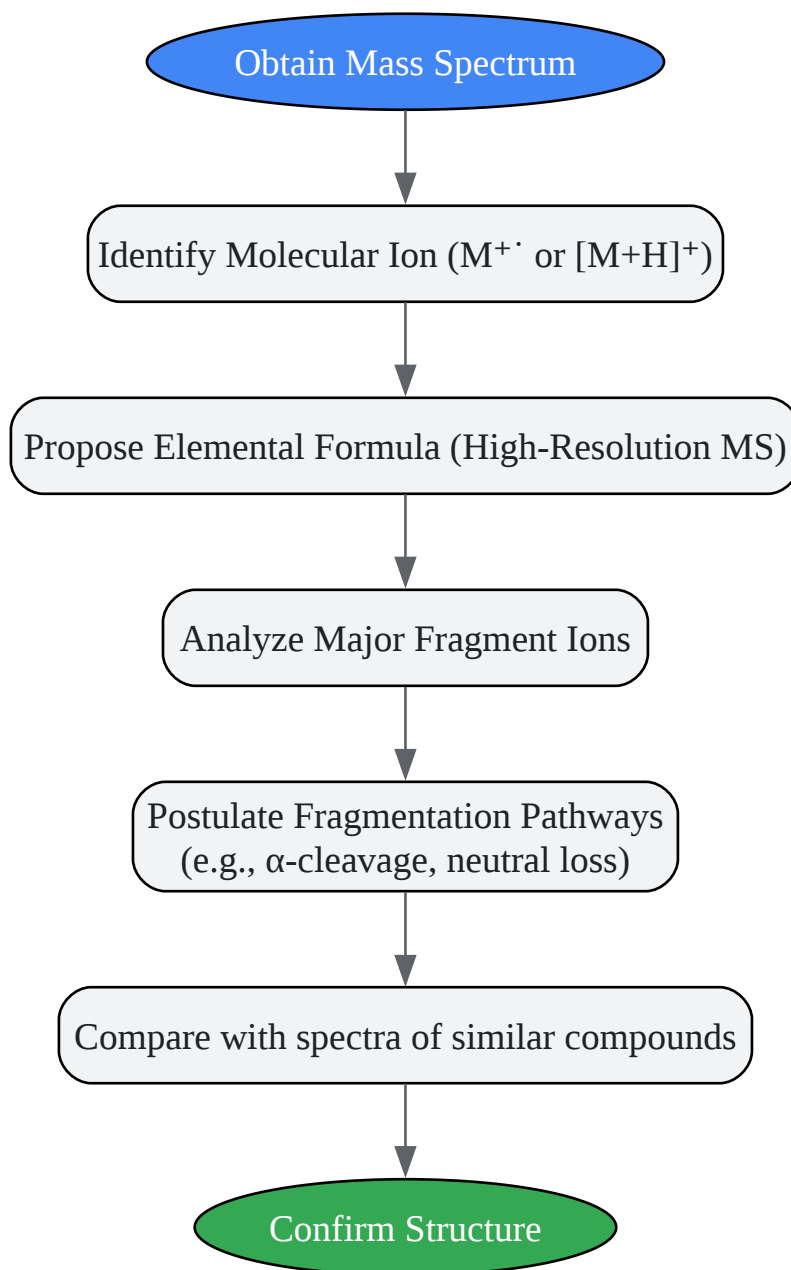 Obtain Mass Spectrum
Identify Molecular Ion (M⁺˙ or [M+H]⁺)
Propose Elemental Formula (High-Resolution MS)
Analyze Major Fragment Ions
Postulate Fragmentation Pathways
(e.g., α-cleavage, neutral loss)
Compare with spectra of similar compounds
Confirm Structure